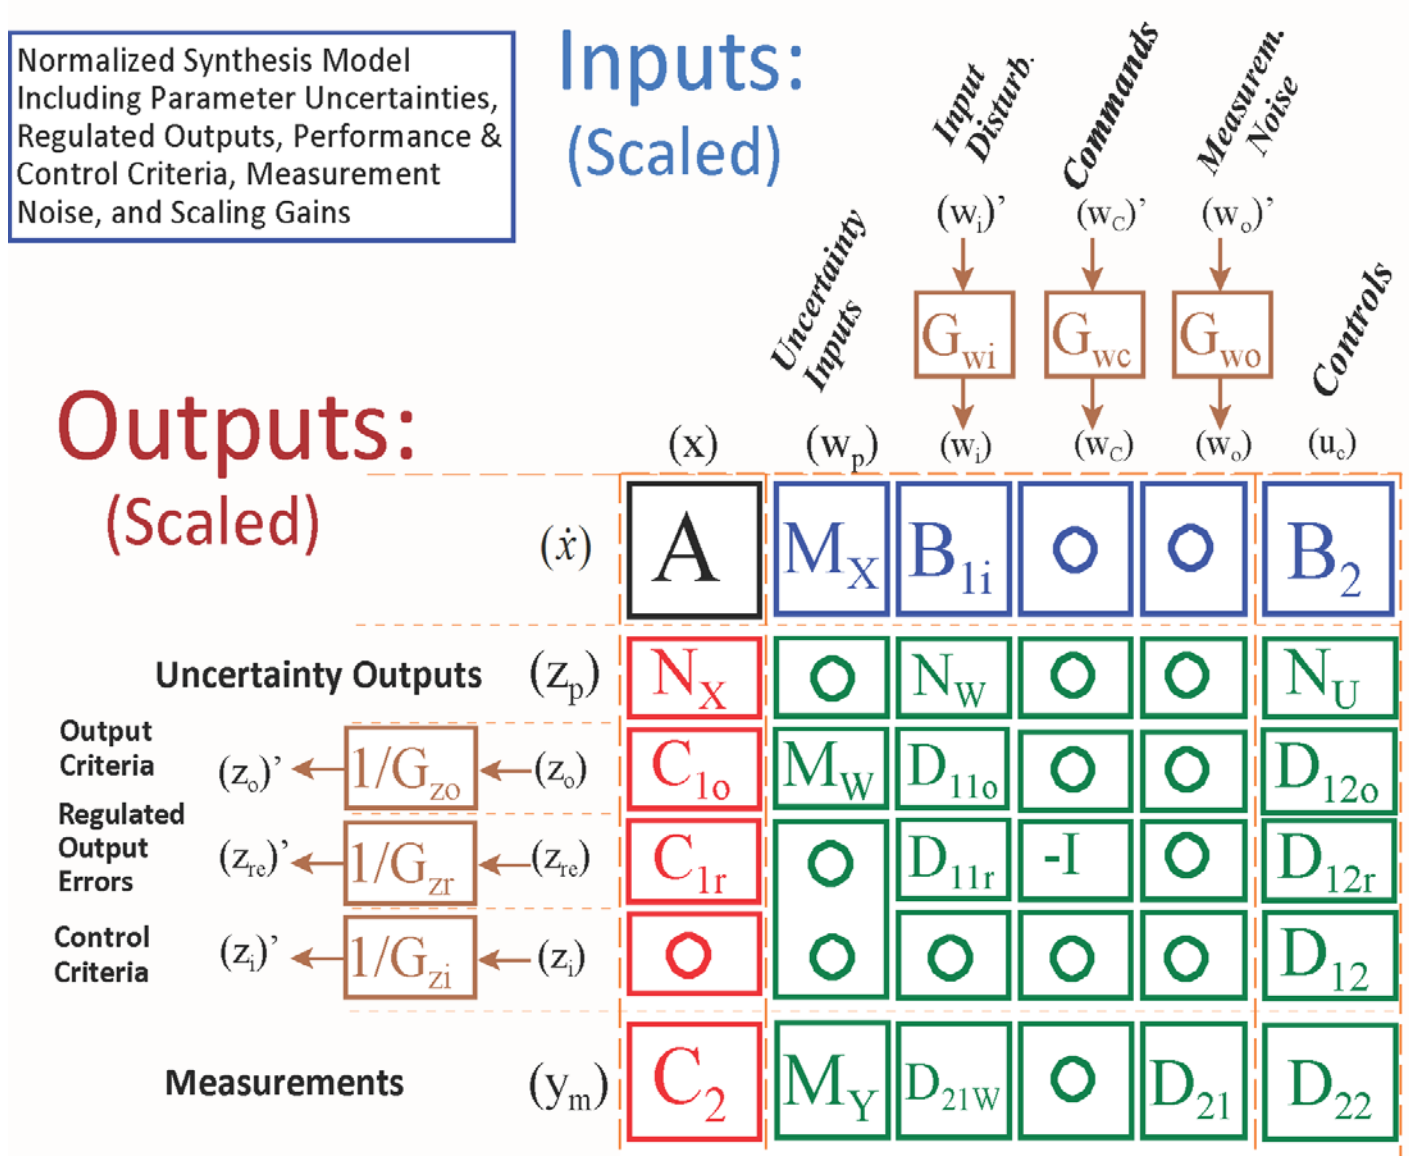 Normalized Synthesis Model
Including Parameter Uncertainties,
Regulated Outputs, Performance &
Control Criteria, Measurement
Noise, and Scaling Gains
Inputs:
(Scaled)
Input
Disturb.
Commands
Measurem.
Noise
(wi)’ (wC)’ (wo)’
Uncertainty
Inputs
Gwi Gwc Gwo
Controls
Outputs:
(Scaled)
(x) (wp) (wi) (wC) (wo) (uc)
(ẋ) A MX B1i O O B2
Uncertainty Outputs (zp) NX O NW O O NU
Output
Criteria
(zo)’ 1/Gzo (zo) C1o MW D11o O O D12o
Regulated
Output
Errors
(zre)’ 1/Gzr (zre) C1r O D11r -I O D12r
Control
Criteria
(zi)’ 1/Gzi (zi) O O O O O D12
Measurements (ym) C2 MY D21W O D21 D22